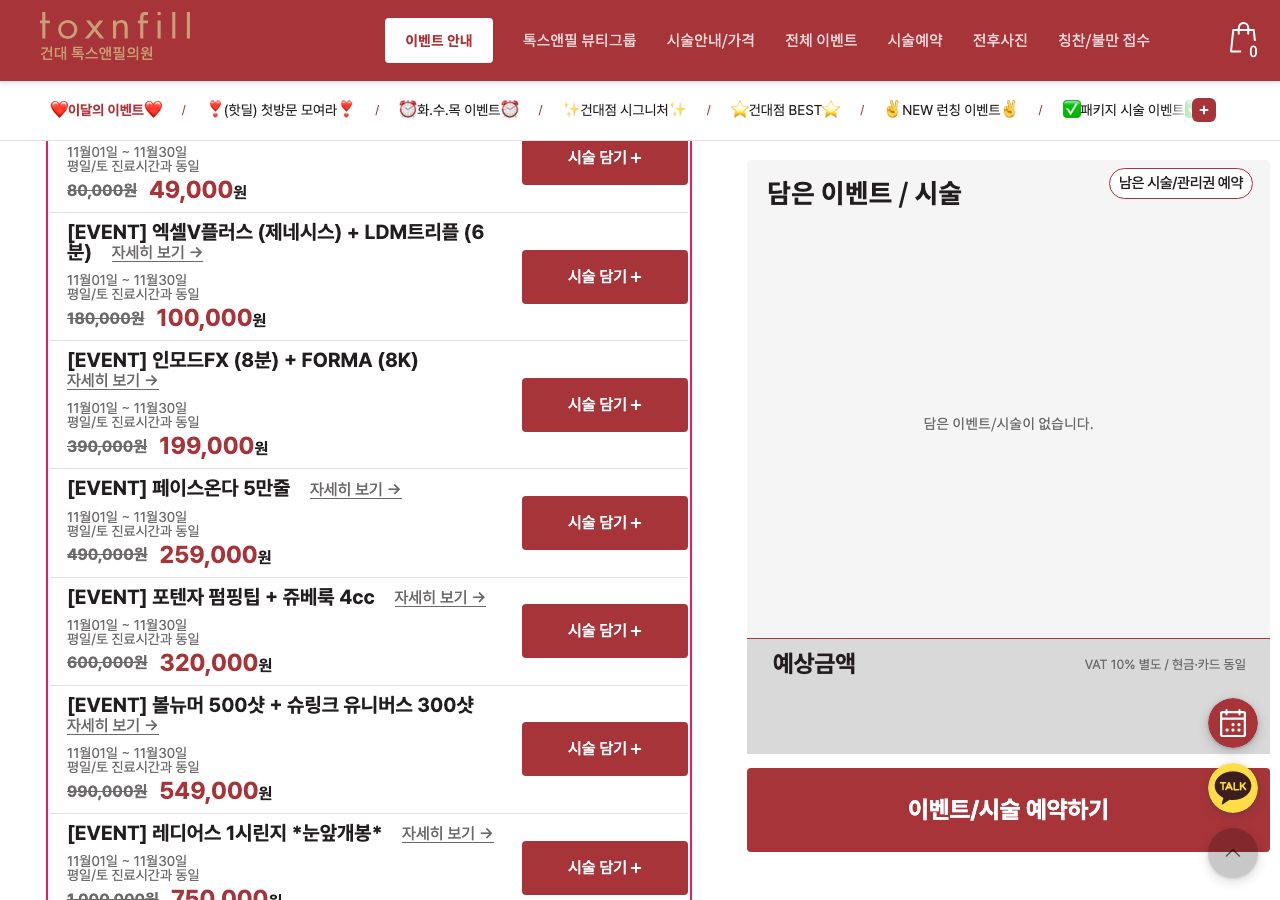 toxnfill
건대 톡스앤필의원
이벤트 안내
톡스앤필 뷰티그룹
시술안내/가격
전체 이벤트
시술예약
전후사진
칭찬/불만 접수
0
❤️이달의 이벤트❤️ / ❣️(핫딜) 첫방문 모여라❣️ / ⏰화.수.목 이벤트⏰ / ✨건대점 시그니처✨ / ⭐건대점 BEST⭐ / ✌️NEW 런칭 이벤트✌️ / ✅패키지 시술 이벤트
+
11월01일 ~ 11월30일
평일/토 진료시간과 동일
80,000원 49,000원
시술 담기 +
[EVENT] 엑셀V플러스 (제네시스) + LDM트리플 (6
분) 자세히 보기 →
11월01일 ~ 11월30일
평일/토 진료시간과 동일
180,000원 100,000원
시술 담기 +
[EVENT] 인모드FX (8분) + FORMA (8K)
자세히 보기 →
11월01일 ~ 11월30일
평일/토 진료시간과 동일
390,000원 199,000원
시술 담기 +
[EVENT] 페이스온다 5만줄 자세히 보기 →
11월01일 ~ 11월30일
평일/토 진료시간과 동일
490,000원 259,000원
시술 담기 +
[EVENT] 포텐자 펌핑팁 + 쥬베룩 4cc 자세히 보기 →
11월01일 ~ 11월30일
평일/토 진료시간과 동일
600,000원 320,000원
시술 담기 +
[EVENT] 볼뉴머 500샷 + 슈링크 유니버스 300샷
자세히 보기 →
11월01일 ~ 11월30일
평일/토 진료시간과 동일
990,000원 549,000원
시술 담기 +
[EVENT] 레디어스 1시린지 *눈앞개봉* 자세히 보기 →
11월01일 ~ 11월30일
평일/토 진료시간과 동일
1,000,000원 750,000원
시술 담기 +
담은 이벤트 / 시술
남은 시술/관리권 예약
담은 이벤트/시술이 없습니다.
예상금액
VAT 10% 별도 / 현금·카드 동일
TALK
이벤트/시술 예약하기